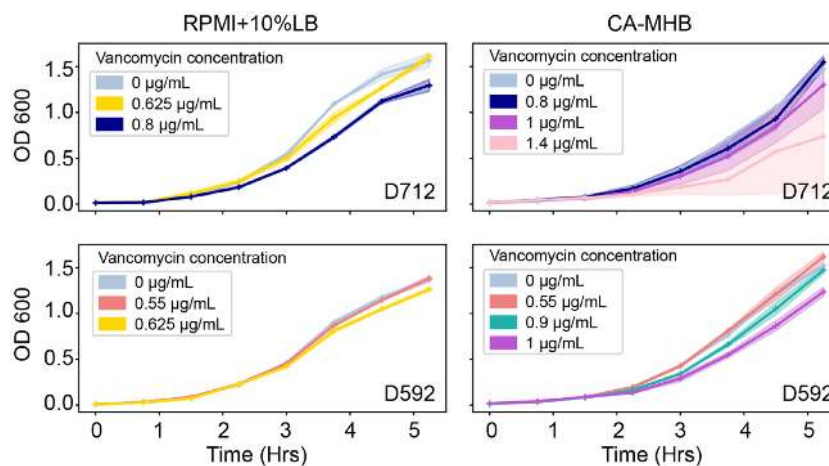 RPMI+10%LB
CA-MHB
OD 600
1.5
1.0
0.5
0.0
Vancomycin concentration
0 µg/mL
0.625 µg/mL
0.8 µg/mL
D712
Vancomycin concentration
0 µg/mL
0.8 µg/mL
1 µg/mL
1.4 µg/mL
D712
OD 600
1.5
1.0
0.5
0.0
Vancomycin concentration
0 µg/mL
0.55 µg/mL
0.625 µg/mL
D592
0 1 2 3 4 5
Time (Hrs)
Vancomycin concentration
0 µg/mL
0.55 µg/mL
0.9 µg/mL
1 µg/mL
D592
0 1 2 3 4 5
Time (Hrs)